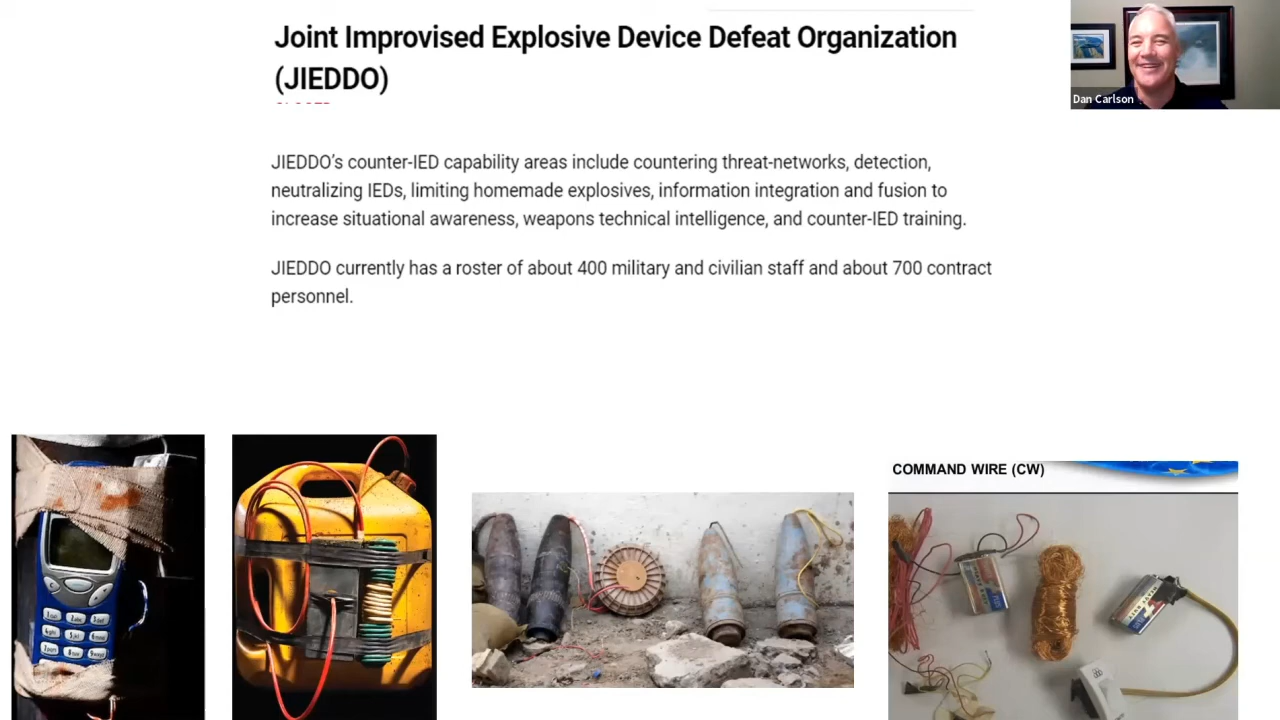 Joint Improvised Explosive Device Defeat Organization
(JIEDDO)
JIEDDO's counter-IED capability areas include countering threat-networks, detection,
neutralizing IEDs, limiting homemade explosives, information integration and fusion to
increase situational awareness, weapons technical intelligence, and counter-IED training.
JIEDDO currently has a roster of about 400 military and civilian staff and about 700 contract
personnel.
Dan Carlson
COMMAND WIRE (CW)